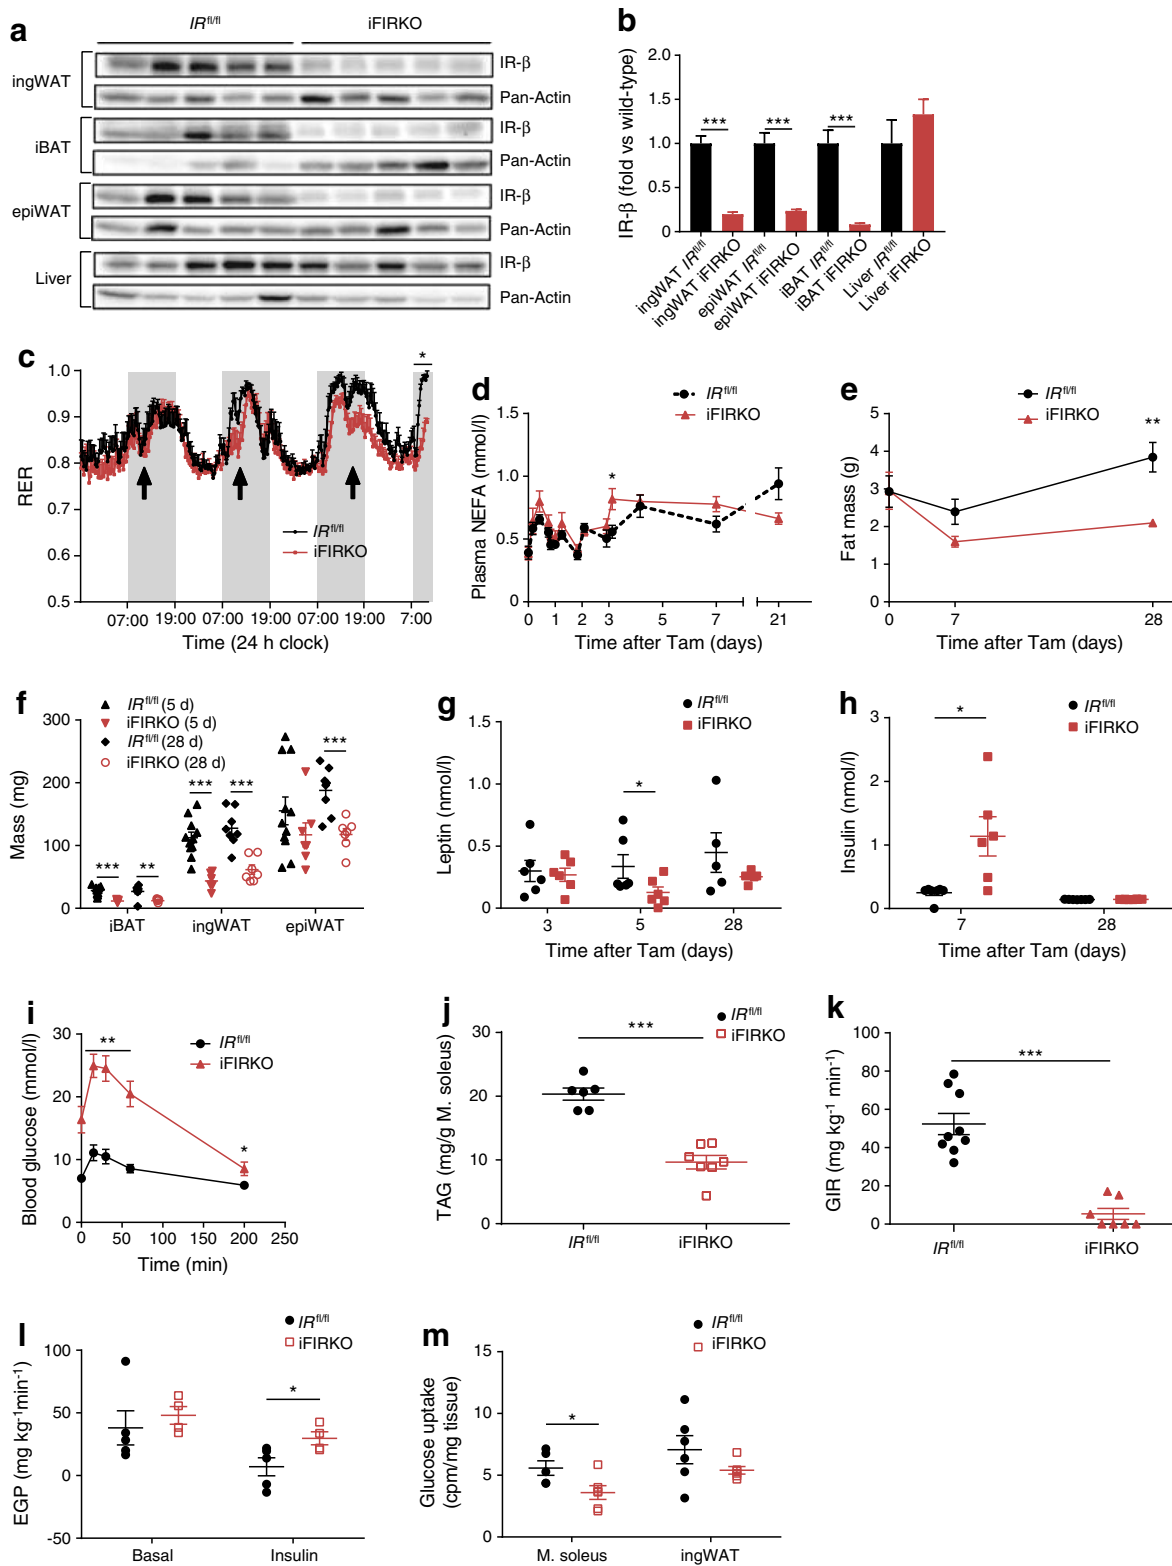 a
IRfl/fl
iFIRKO
ingWAT
IR-β
Pan-Actin
iBAT
IR-β
Pan-Actin
epiWAT
IR-β
Pan-Actin
Liver
IR-β
Pan-Actin
b
IR-β (fold vs wild-type)
1.5
1.0
0.5
0
***
***
***
ingWAT IRfl/fl
ingWAT iFIRKO
epiWAT IRfl/fl
epiWAT iFIRKO
iBAT IRfl/fl
iBAT iFIRKO
Liver IRfl/fl
Liver iFIRKO
c
RER
1.0
0.9
0.8
0.7
0.6
0.5
*
IRfl/fl
iFIRKO
07:00 19:00 07:00 19:00 07:00 19:00 7:00
Time (24 h clock)
d
IRfl/fl
iFIRKO
Plasma NEFA (mmol/l)
1.5
1.0
0.5
0
*
0 1 2 3 5 7 21
Time after Tam (days)
e
IRfl/fl
iFIRKO
Fat mass (g)
5
4
3
2
1
0
**
0 7 28
Time after Tam (days)
f
IRfl/fl (5 d)
iFIRKO (5 d)
IRfl/fl (28 d)
iFIRKO (28 d)
Mass (mg)
300
200
100
0
***
**
***
***
***
iBAT ingWAT epiWAT
g
IRfl/fl
iFIRKO
Leptin (nmol/l)
1.5
1.0
0.5
0
*
3 5 28
Time after Tam (days)
h
IRfl/fl
iFIRKO
Insulin (nmol/l)
3
2
1
0
*
7 28
Time after Tam (days)
i
IRfl/fl
iFIRKO
Blood glucose (mmol/l)
30
20
10
0
**
*
0 50 100 150 200 250
Time (min)
j
IRfl/fl
iFIRKO
TAG (mg/g M. soleus)
30
20
10
0
***
IRfl/fl iFIRKO
k
GIR (mg kg-1 min-1)
100
80
60
40
20
0
***
IRfl/fl iFIRKO
l
IRfl/fl
iFIRKO
EGP (mg kg-1min-1)
100
50
0
-50
*
Basal Insulin
m
IRfl/fl
iFIRKO
Glucose uptake
(cpm/mg tissue)
15
10
5
0
*
M. soleus ingWAT